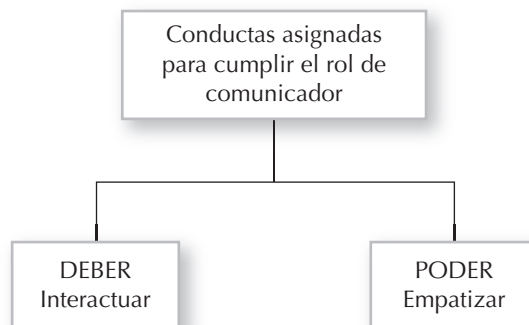 Conductas asignadas
para cumplir el rol de
comunicador
DEBER
Interactuar
PODER
Empatizar